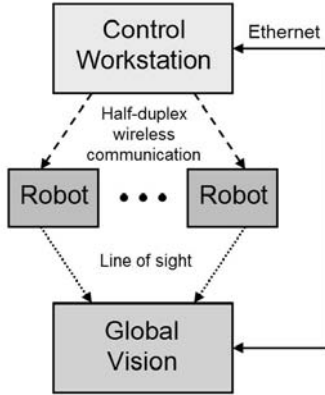 Control
Workstation
Ethernet
Half-duplex
wireless
communication
Robot
Robot
Line of sight
Global
Vision